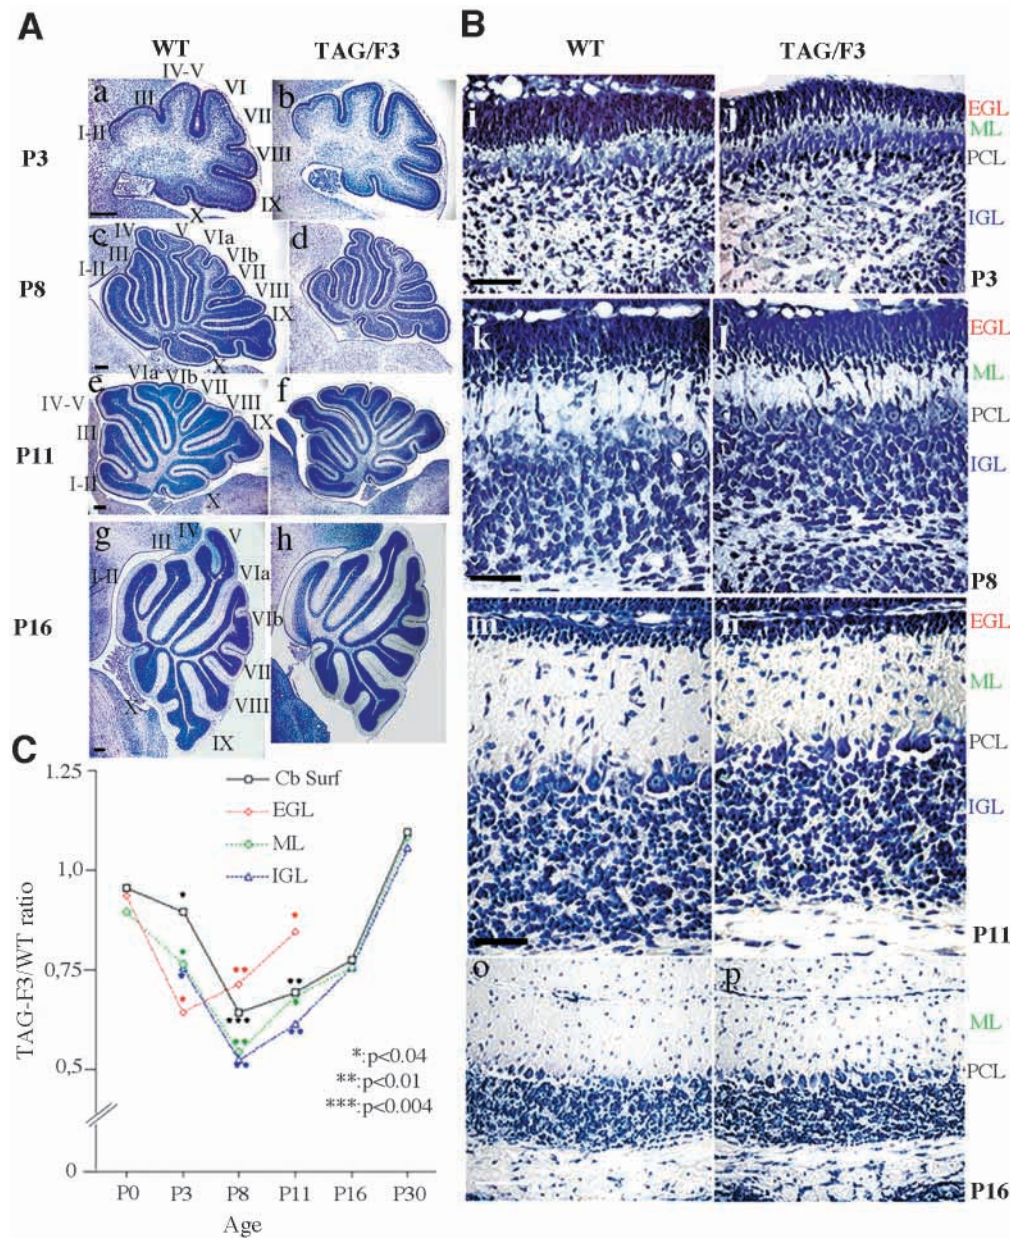 A
WT
TAG/F3
P3
a
b
I-II
III
IV-V
VI
VII
VIII
IX
X
P8
c
d
I-II
III
IV
V
VIa
VIb
VII
VIII
IX
X
P11
e
f
I-II
III
IV-V
VIa
VIb
VII
VIII
IX
X
P16
g
h
I-II
III
IV
V
VIa
VIb
VII
VIII
IX
X
B
WT
TAG/F3
i
j
EGL
ML
PCL
IGL
P3
k
l
EGL
ML
PCL
IGL
P8
m
n
EGL
ML
PCL
IGL
P11
o
p
ML
PCL
P16
C
1.25
1,0
0,75
0,5
0
TAG-F3/WT ratio
Cb Surf
EGL
ML
IGL
*
*
*
*
**
***
**
**
*
**
*
**
*:p<0.04
**:p<0.01
***:p<0.004
P0 P3 P8 P11 P16 P30
Age